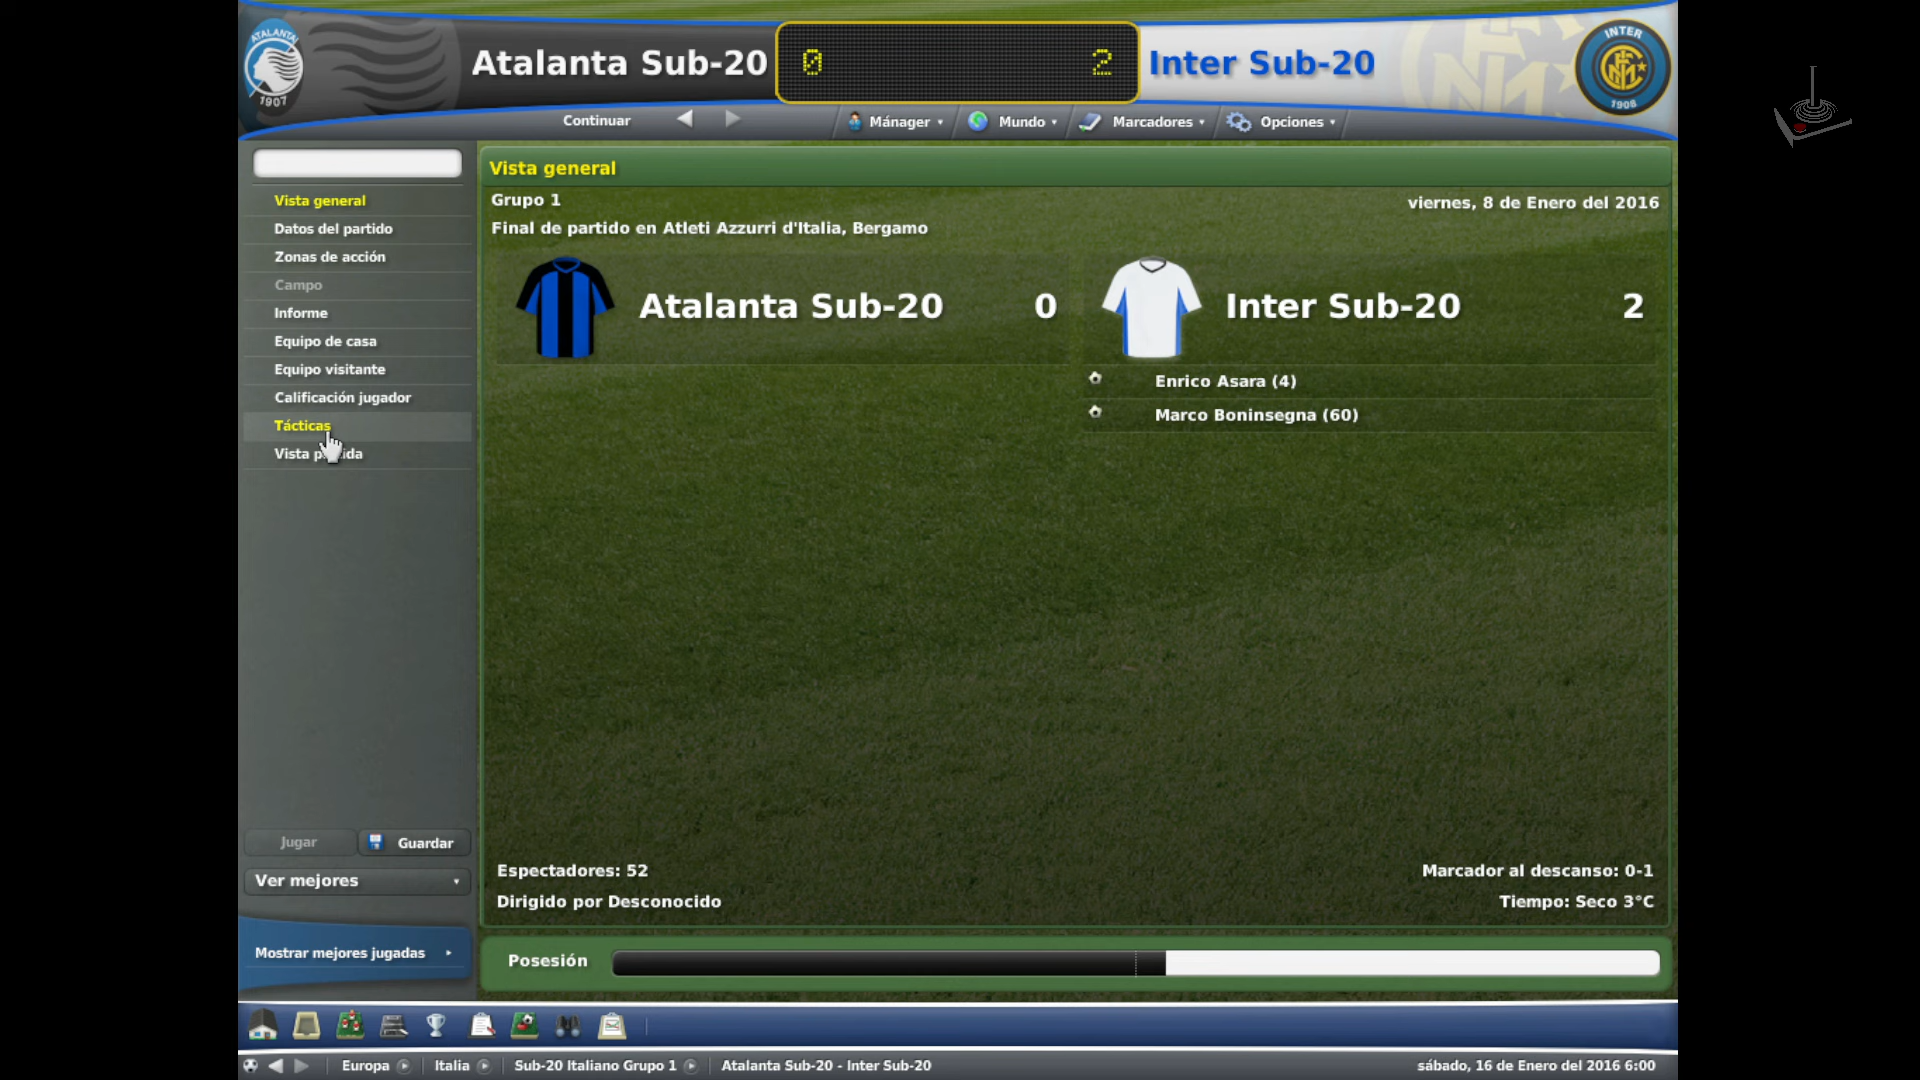 ATALANTA
1907
Atalanta Sub-20
0
2
Inter Sub-20
INTER
1908
Continuar
Mánager
Mundo
Marcadores
Opciones
Vista general
Datos del partido
Zonas de acción
Campo
Informe
Equipo de casa
Equipo visitante
Calificación jugador
Tácticas
Jugar
Guardar
Ver mejores
Mostrar mejores jugadas
Vista general
Grupo 1
viernes, 8 de Enero del 2016
Final de partido en Atleti Azzurri d'Italia, Bergamo
Atalanta Sub-20 0
Inter Sub-20 2
Enrico Asara (4)
Marco Boninsegna (60)
Espectadores: 52
Marcador al descanso: 0-1
Dirigido por Desconocido
Tiempo: Seco 3°C
Posesión
Europa
Italia
Sub-20 Italiano Grupo 1
Atalanta Sub-20 - Inter Sub-20
sábado, 16 de Enero del 2016 6:00